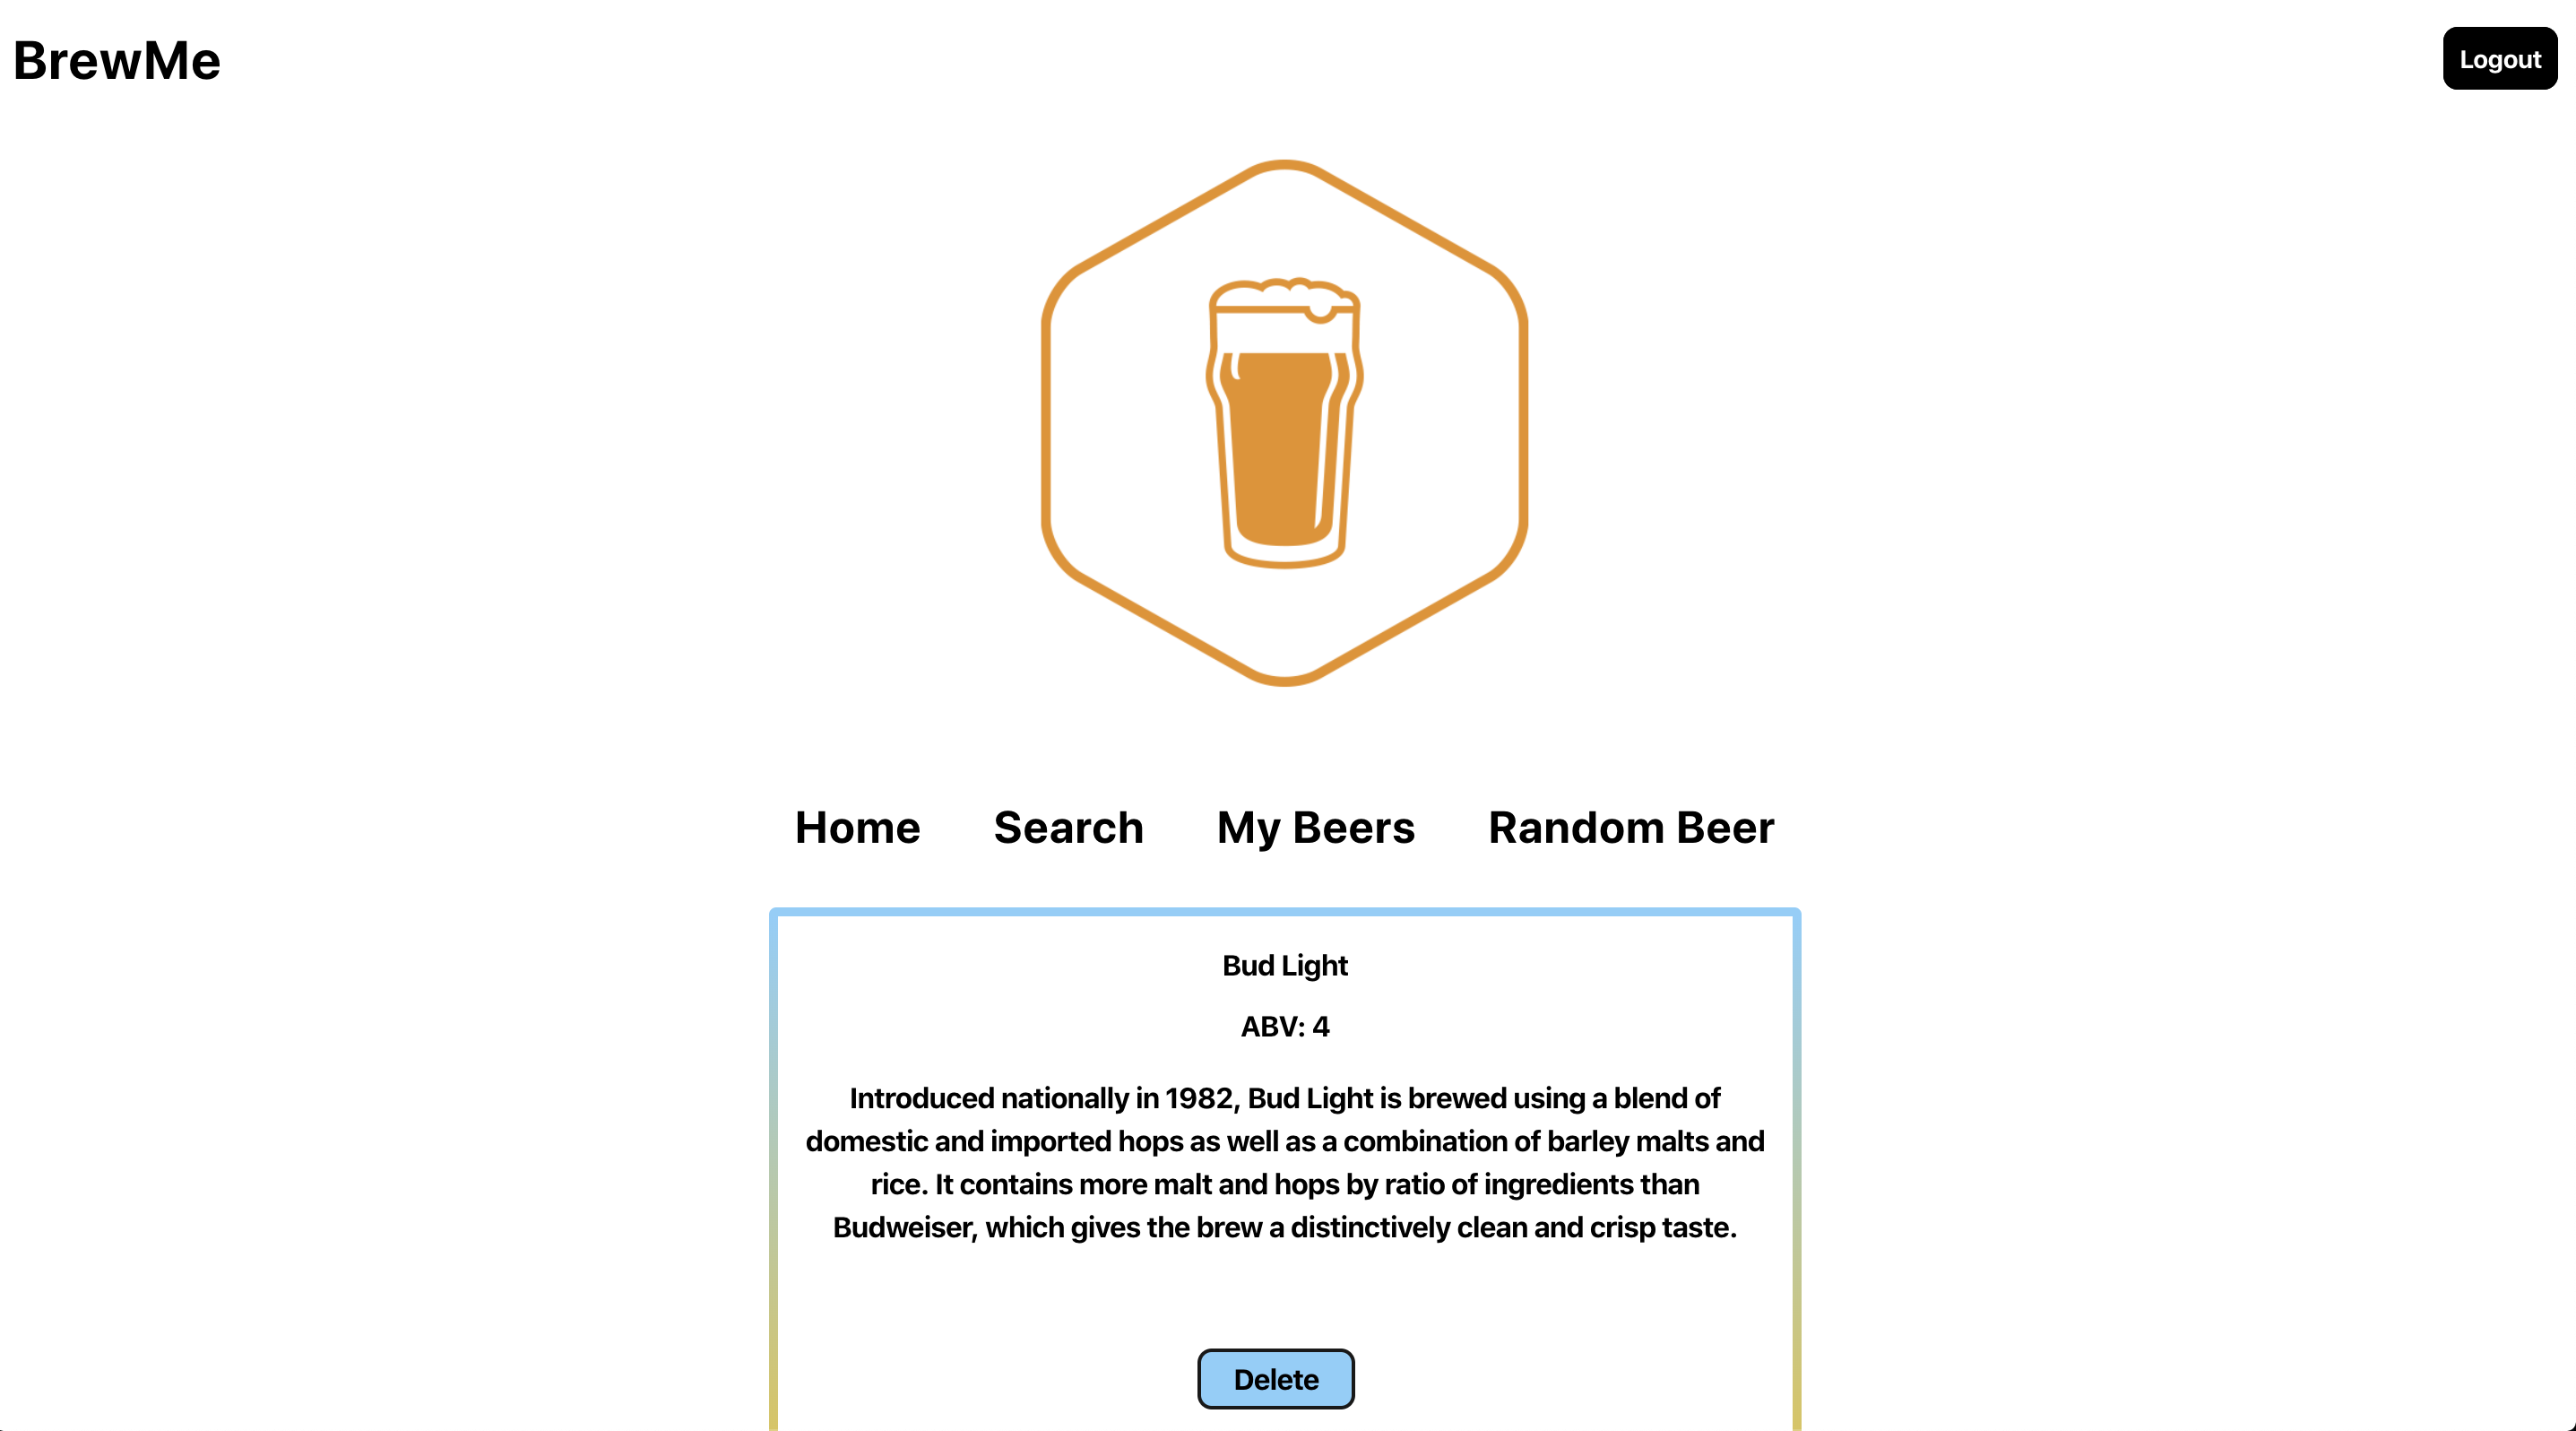 BrewMe
Logout
Home Search My Beers Random Beer
Bud Light
ABV: 4
Introduced nationally in 1982, Bud Light is brewed using a blend of
domestic and imported hops as well as a combination of barley malts and
rice. It contains more malt and hops by ratio of ingredients than
Budweiser, which gives the brew a distinctively clean and crisp taste.
Delete